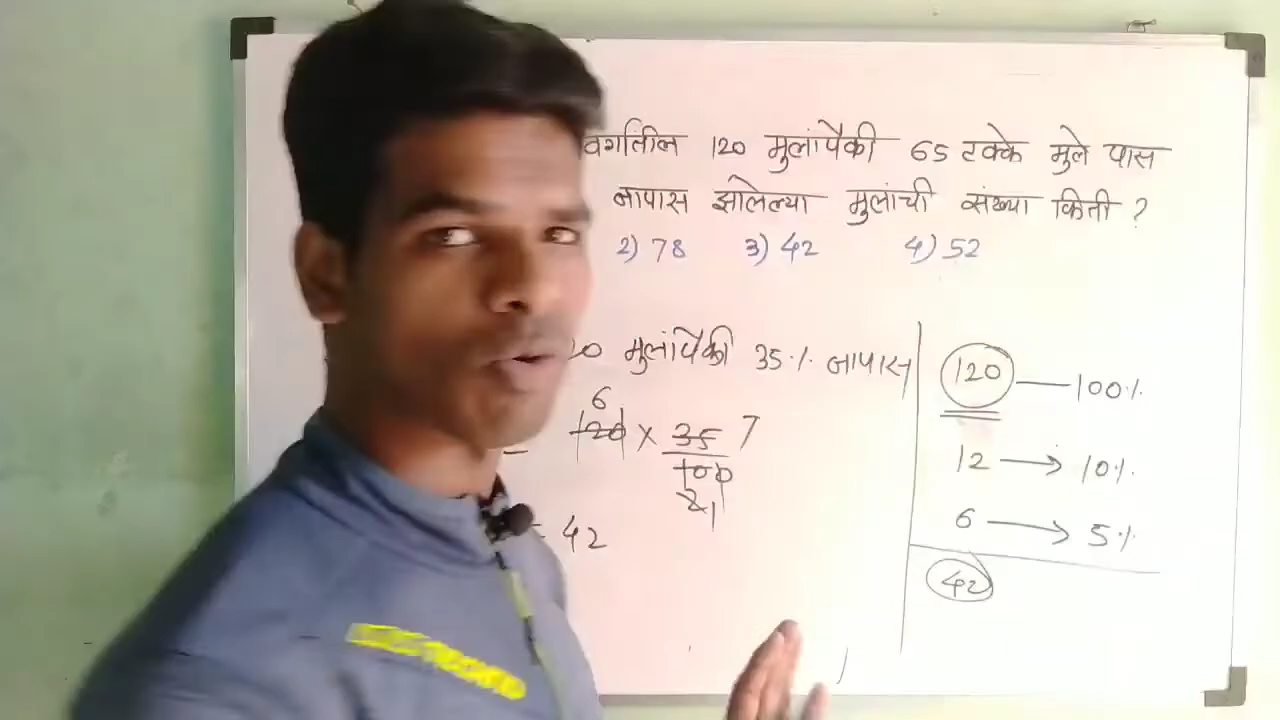 वर्गातील 120 मुलांपैकी 65 टक्के मुले पास
नापास झालेल्या मुलांची संख्या किती ?
2) 78 3) 42 4) 52
मुलांपैकी 35% नापास
6
120 × 35 7
100
= 42
120 — 100%
12 → 10%
6 → 5%
42